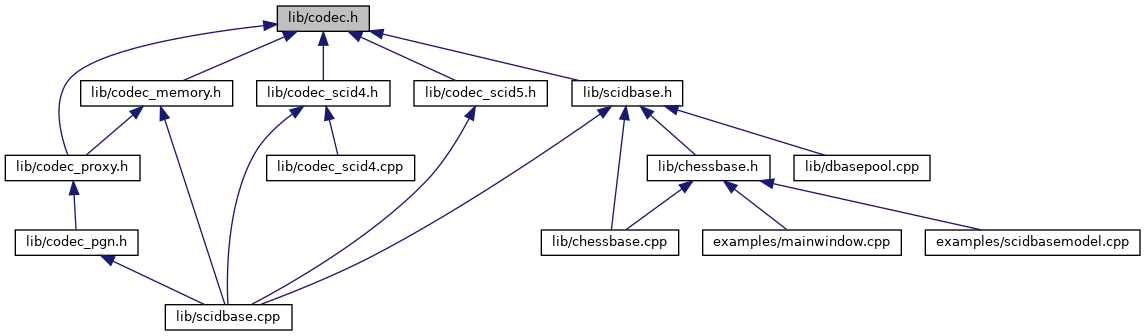 lib/codec.h
lib/codec_memory.h
lib/codec_scid4.h
lib/codec_scid5.h
lib/scidbase.h
lib/codec_proxy.h
lib/codec_scid4.cpp
lib/chessbase.h
lib/dbasepool.cpp
lib/codec_pgn.h
lib/chessbase.cpp
examples/mainwindow.cpp
examples/scidbasemodel.cpp
lib/scidbase.cpp